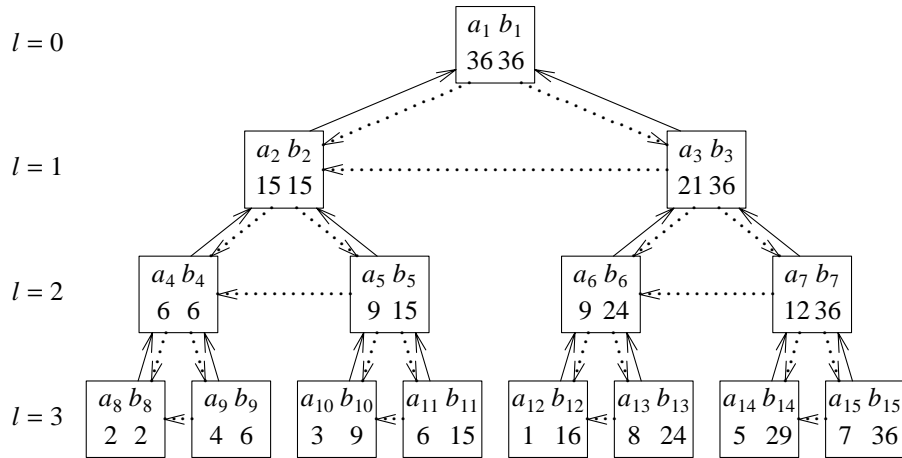 l = 0
a₁ b₁
36 36
l = 1
a₂ b₂
15 15
a₃ b₃
21 36
l = 2
a₄ b₄
6 6
a₅ b₅
9 15
a₆ b₆
9 24
a₇ b₇
12 36
l = 3
a₈ b₈
2 2
a₉ b₉
4 6
a₁₀ b₁₀
3 9
a₁₁ b₁₁
6 15
a₁₂ b₁₂
1 16
a₁₃ b₁₃
8 24
a₁₄ b₁₄
5 29
a₁₅ b₁₅
7 36